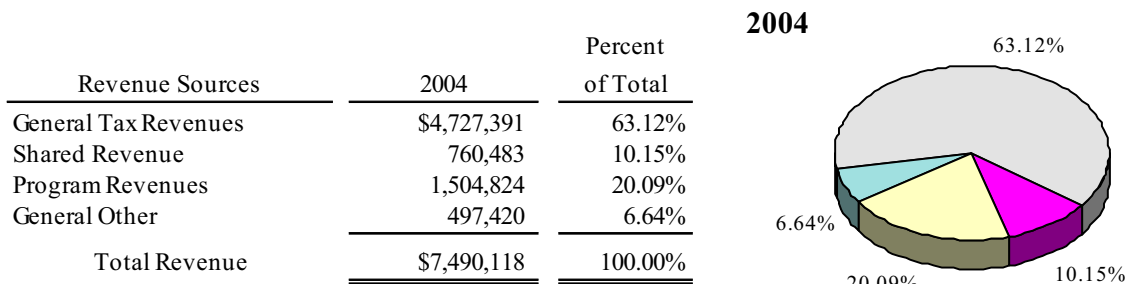 2004
Percent
Revenue Sources 2004 of Total
General Tax Revenues $4,727,391 63.12%
Shared Revenue 760,483 10.15%
Program Revenues 1,504,824 20.09%
General Other 497,420 6.64%
Total Revenue $7,490,118 100.00%
63.12%
6.64%
20.09%
10.15%